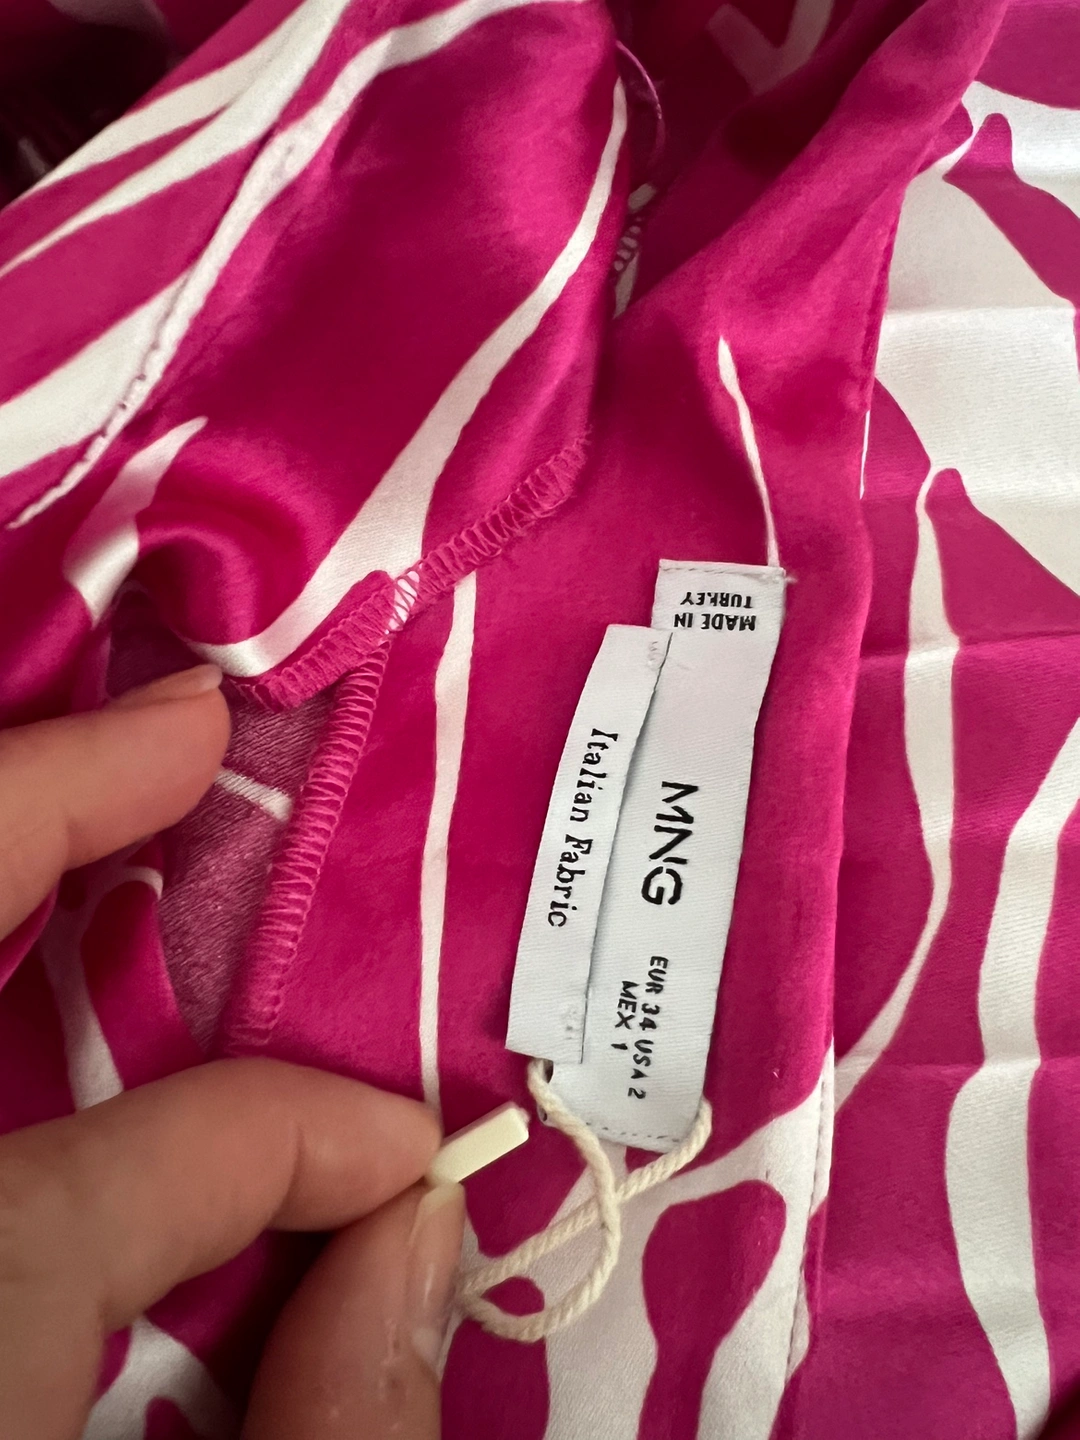 MADE IN
TURKEY
MNG
EUR 34 USA 2
MEX 1
Italian Fabric